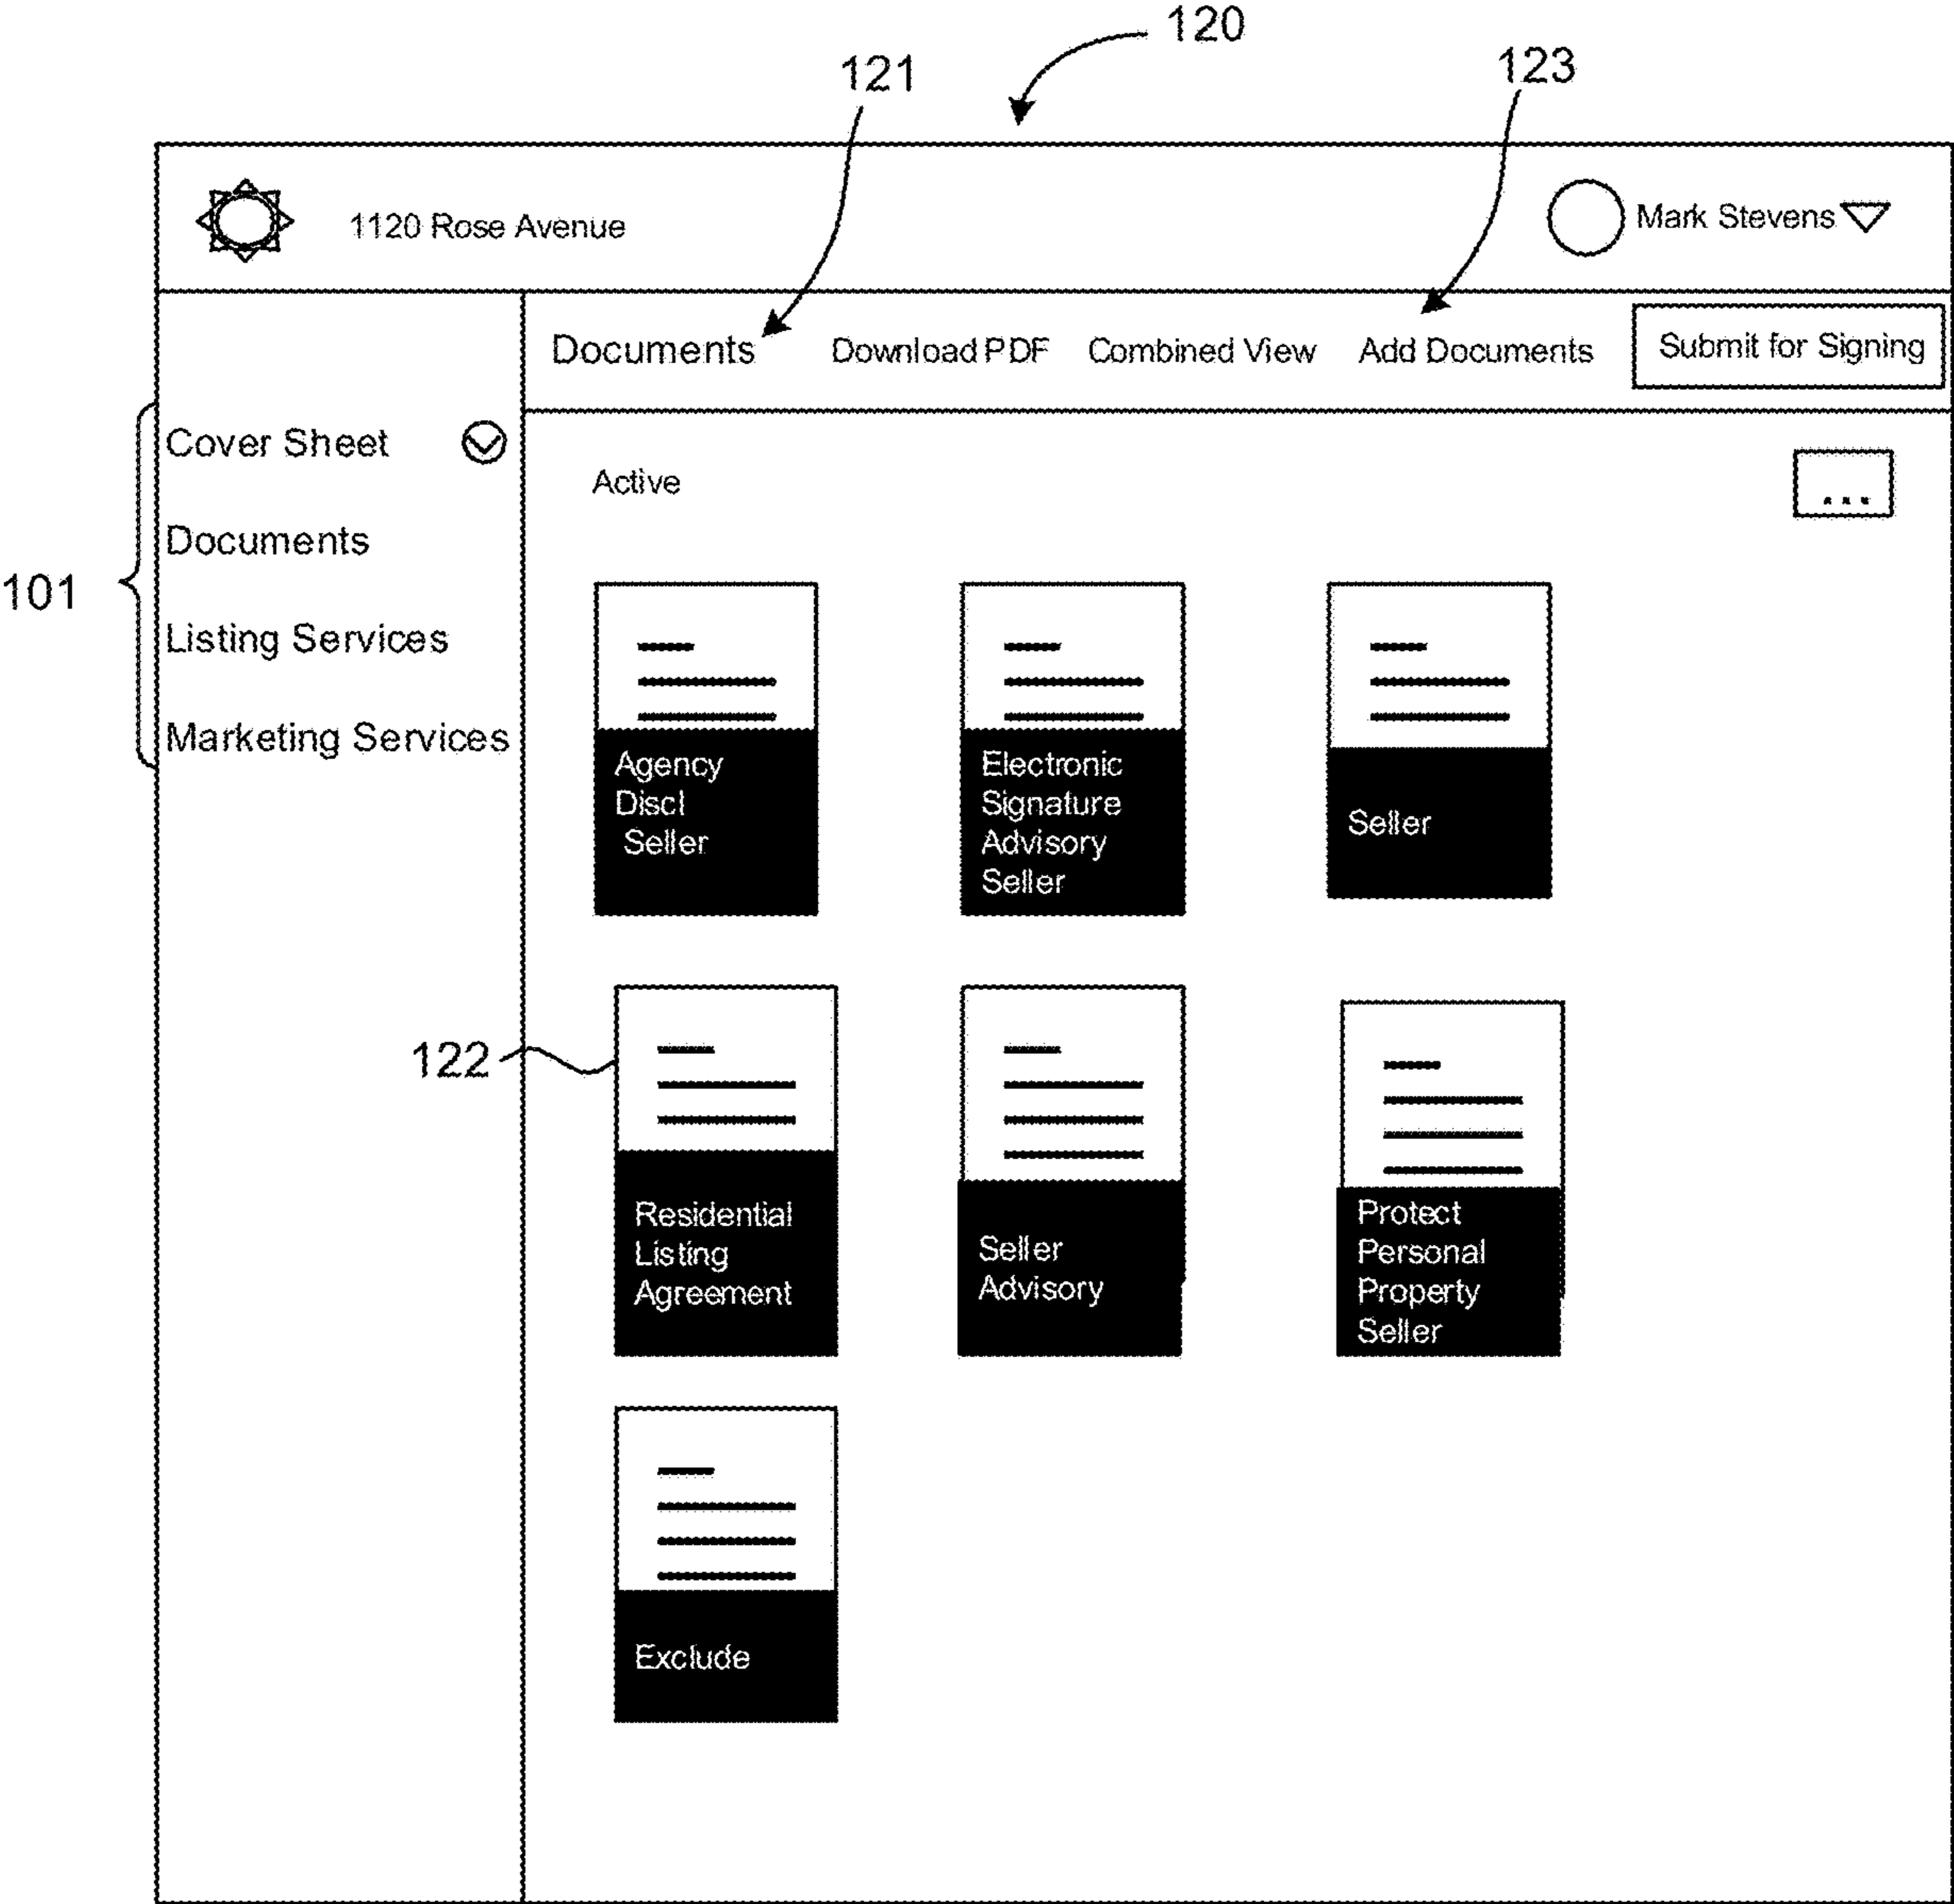 120
121
123
1120 Rose Avenue
Mark Stevens
Documents
Download PDF
Combined View
Add Documents
Submit for Signing
101
Cover Sheet
Documents
Listing Services
Marketing Services
Active
...
Agency
Discl
Seller
Electronic
Signature
Advisory
Seller
Seller
122
Residential
Listing
Agreement
Seller
Advisory
Protect
Personal
Property
Seller
Exclude